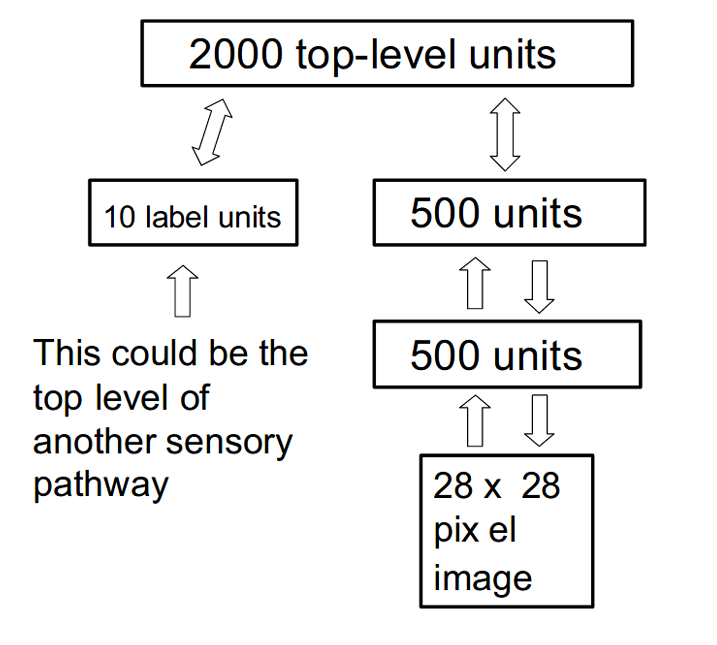 2000 top-level units
10 label units
500 units
500 units
This could be the
top level of
another sensory
pathway
28 x 28
pix el
image